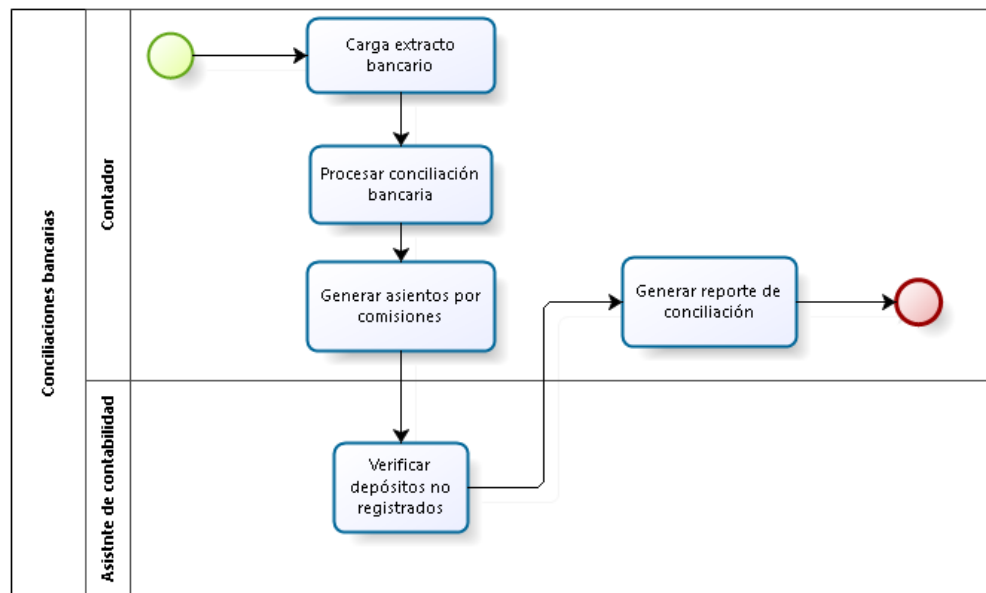 Conciliaciones bancarias
Contador
Carga extracto
bancario
Procesar conciliación
bancaria
Generar asientos por
comisiones
Generar reporte de
conciliación
Asistnte de contabilidad
Verificar
depósitos no
registrados